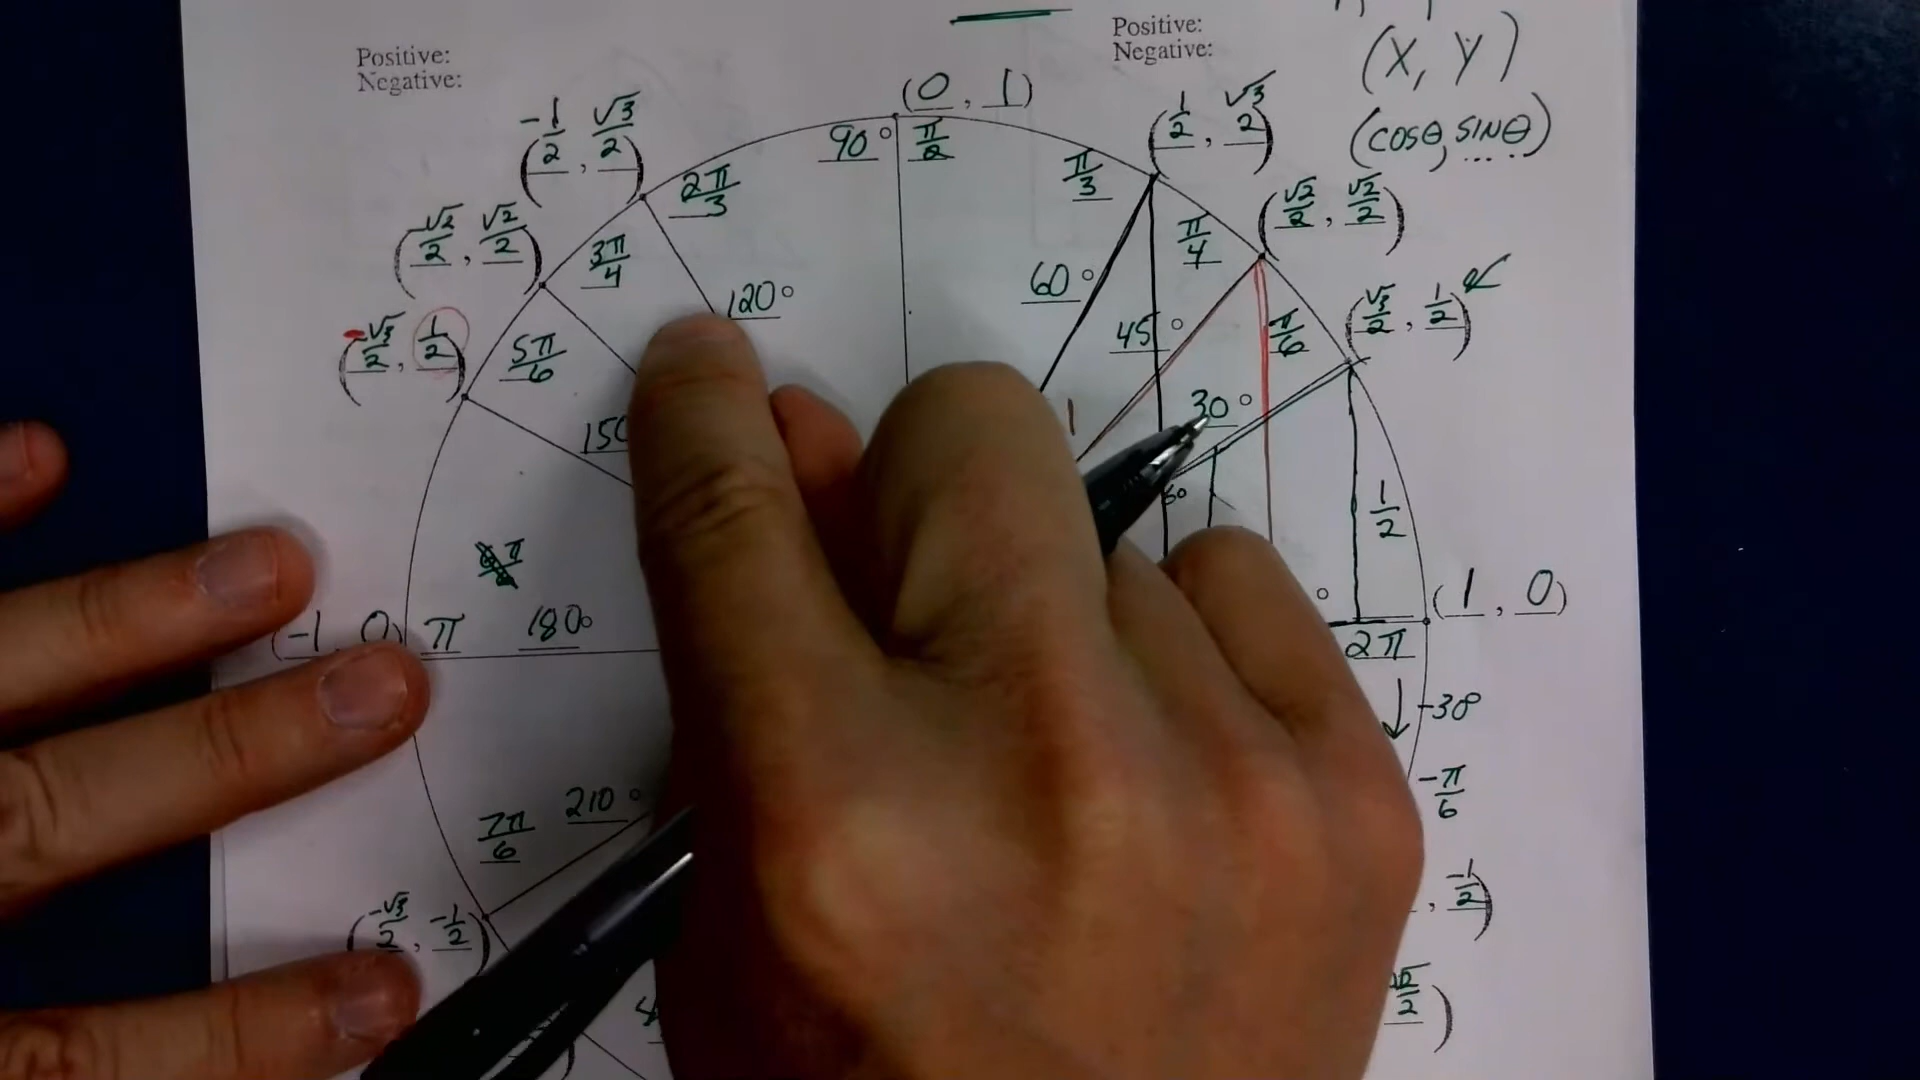 Positive:
Negative:
Positive:
Negative:
(X, Y)
(cosθ, sinθ)
(0, 1)
90° π/2
(-1/2, √3/2)
2π/3
120°
(-√2/2, √2/2)
3π/4
(-√3/2, 1/2)
5π/6
(1/2, √3/2)
π/3
60°
(√2/2, √2/2)
π/4
45°
(√3/2, 1/2)
π/6
30°
1
1/2
(1, 0)
2π
(-1, 0) π 180°
-30°
-π/6
210°
7π/6
(-√3/2, -1/2)
, -1/2)